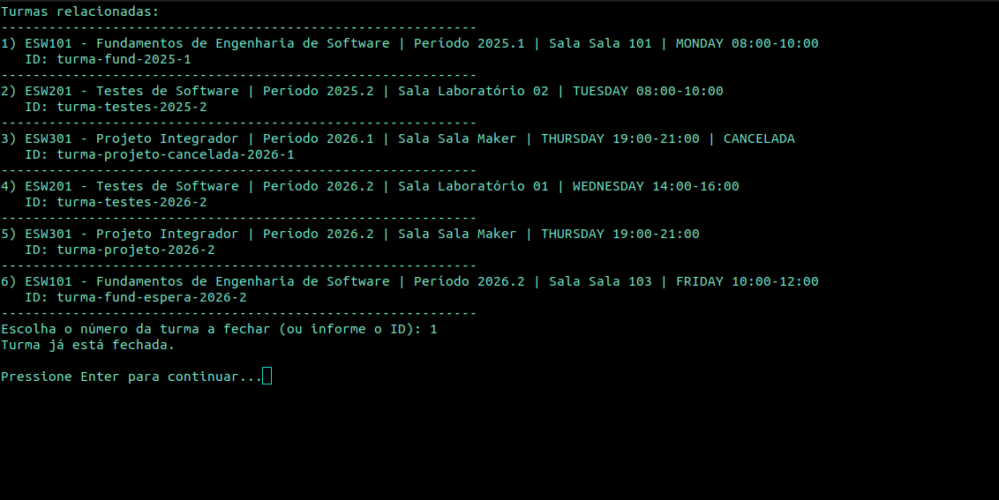 Turmas relacionadas:
------------------------------------------------------------
1) ESW101 - Fundamentos de Engenharia de Software | Período 2025.1 | Sala Sala 101 | MONDAY 08:00-10:00
   ID: turma-fund-2025-1
------------------------------------------------------------
2) ESW201 - Testes de Software | Período 2025.2 | Sala Laboratório 02 | TUESDAY 08:00-10:00
   ID: turma-testes-2025-2
------------------------------------------------------------
3) ESW301 - Projeto Integrador | Período 2026.1 | Sala Sala Maker | THURSDAY 19:00-21:00 | CANCELADA
   ID: turma-projeto-cancelada-2026-1
------------------------------------------------------------
4) ESW201 - Testes de Software | Período 2026.2 | Sala Laboratório 01 | WEDNESDAY 14:00-16:00
   ID: turma-testes-2026-2
------------------------------------------------------------
5) ESW301 - Projeto Integrador | Período 2026.2 | Sala Sala Maker | THURSDAY 19:00-21:00
   ID: turma-projeto-2026-2
------------------------------------------------------------
6) ESW101 - Fundamentos de Engenharia de Software | Período 2026.2 | Sala Sala 103 | FRIDAY 10:00-12:00
   ID: turma-fund-espera-2026-2
------------------------------------------------------------
Escolha o número da turma a fechar (ou informe o ID): 1
Turma já está fechada.

Pressione Enter para continuar...